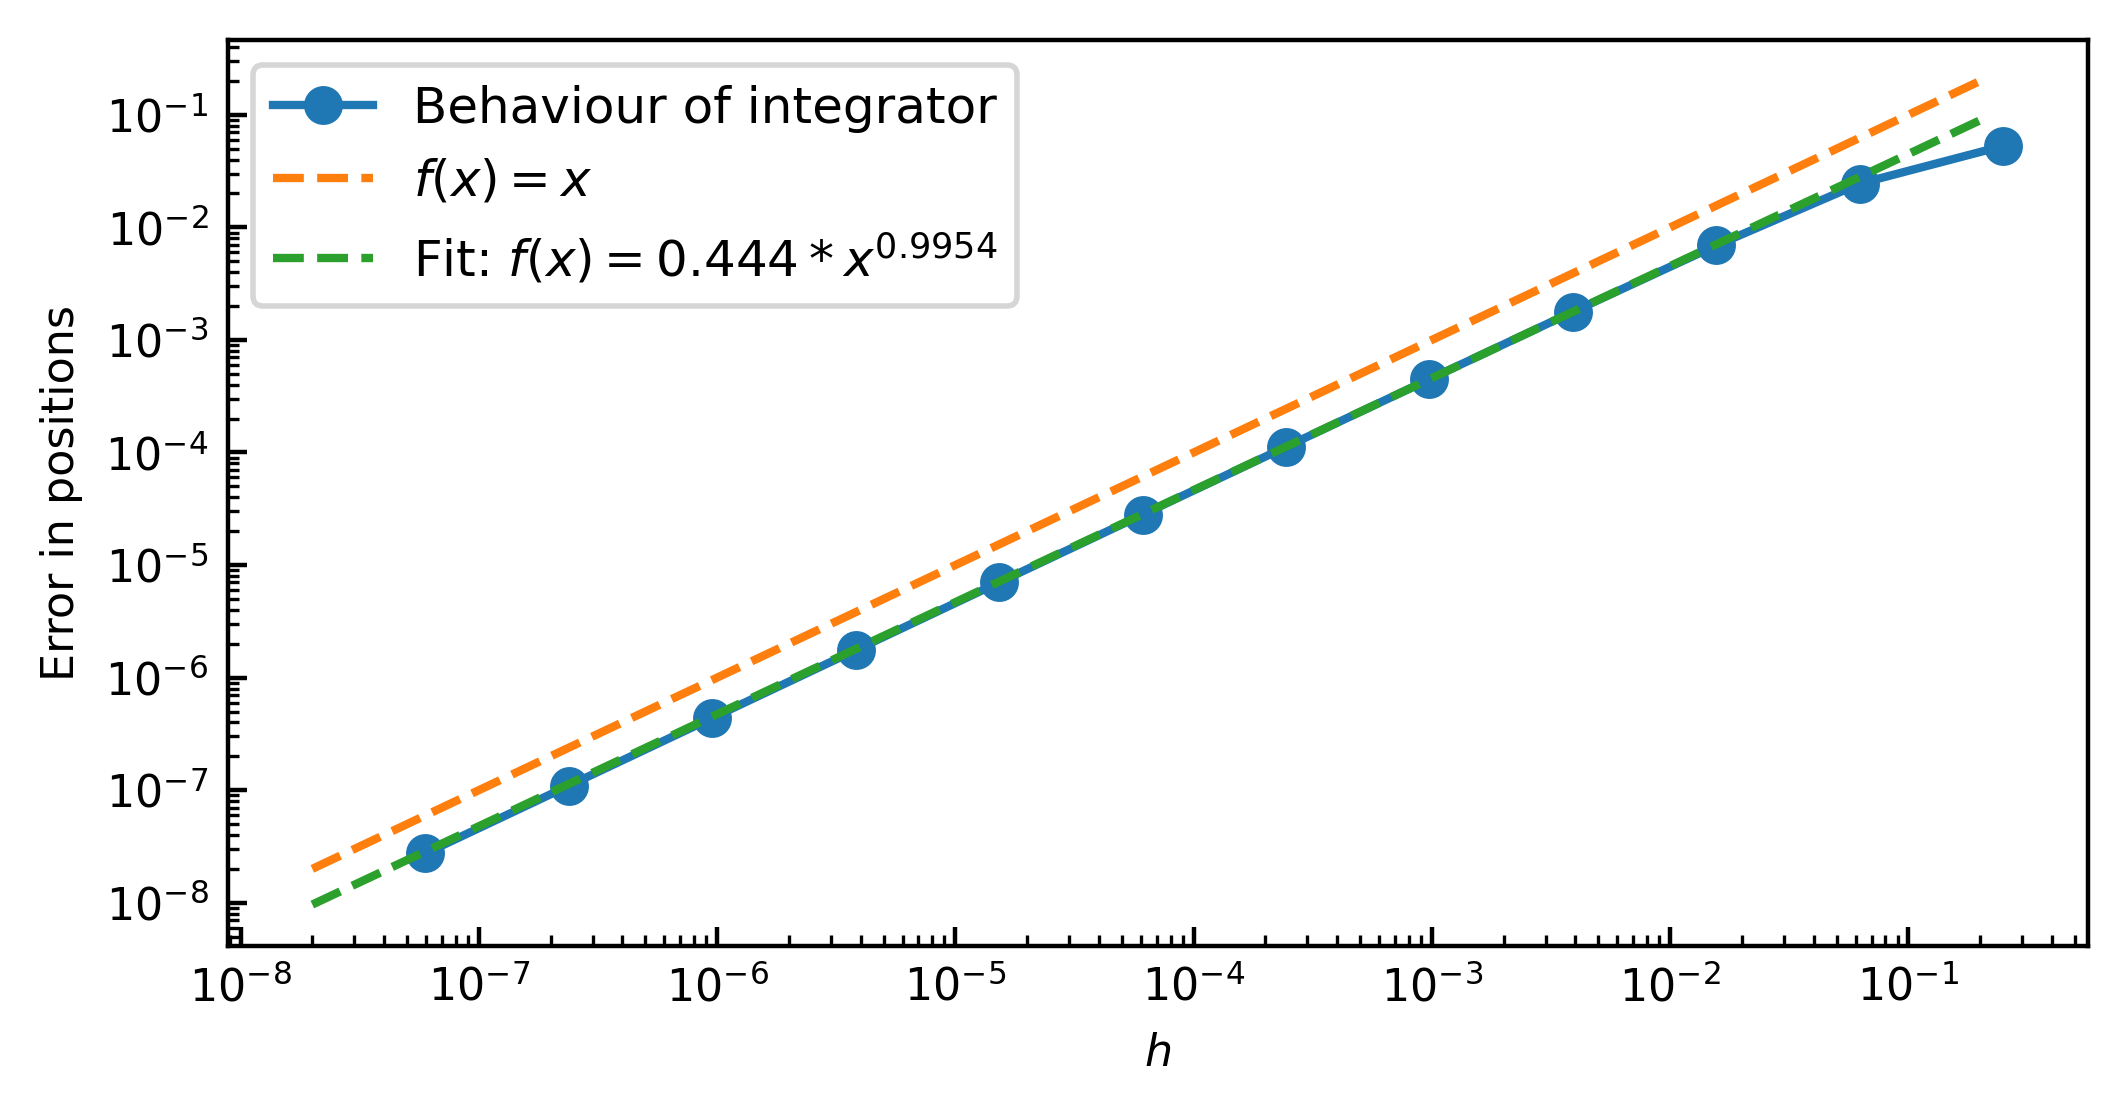 Behaviour of integrator
f(x) = x
Fit: f(x) = 0.444 * x^0.9954
10^−1
10^−2
10^−3
10^−4
10^−5
10^−6
10^−7
10^−8
Error in positions
10^−8 10^−7 10^−6 10^−5 10^−4 10^−3 10^−2 10^−1
h